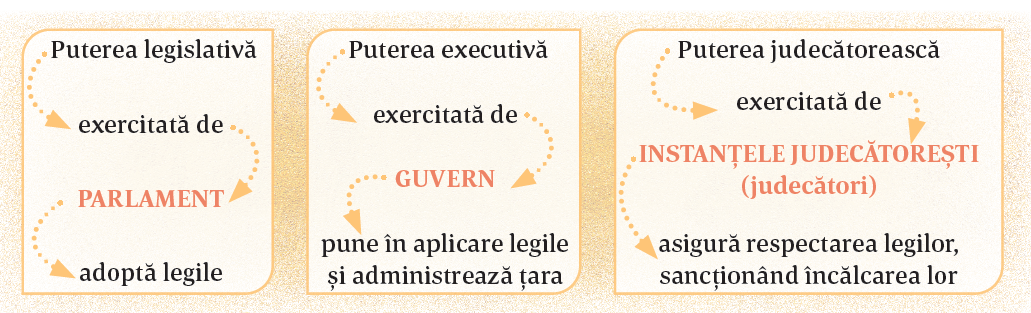 Puterea legislativă
exercitată de
PARLAMENT
adoptă legile
Puterea executivă
exercitată de
GUVERN
pune în aplicare legile
și administrează țara
Puterea judecătorească
exercitată de
INSTANȚELE JUDECĂTOREȘTI
(judecători)
asigură respectarea legilor,
sancționând încălcarea lor